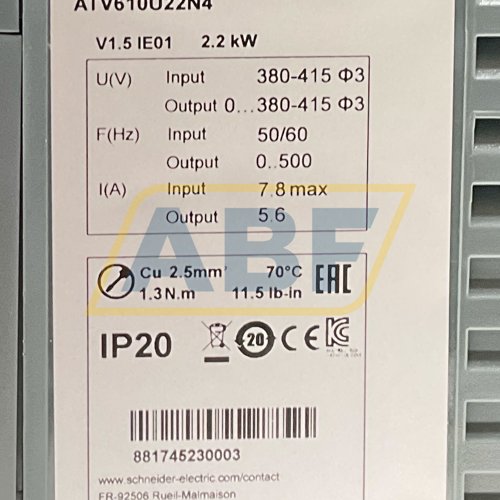 ATV610U22N4
V1.5 IE01 2.2 kW
U(V) Input 380-415 Φ3
Output 0...380-415 Φ3
F(Hz) Input 50/60
Output 0..500
I(A) Input 7.8 max
Output 5.6
ABF
Cu 2.5mm² 70°C EAC
1.3 N.m 11.5 lb-in
IP20 20 CE
881745230003
www.schneider-electric.com/contact
FR-92506 Rueil-Malmaison